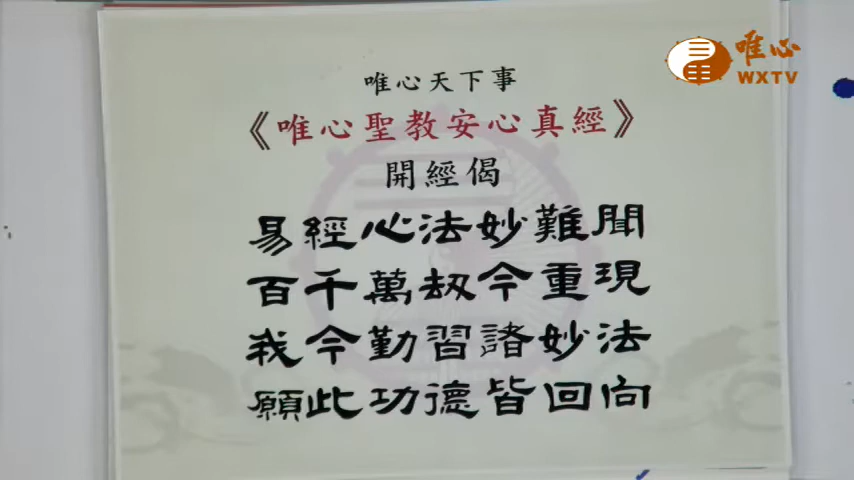 唯心
WXTV
唯心天下事
《唯心聖教安心真經》
開經偈
易經心法妙難聞
百千萬劫今重現
我今勤習諸妙法
願此功德皆回向